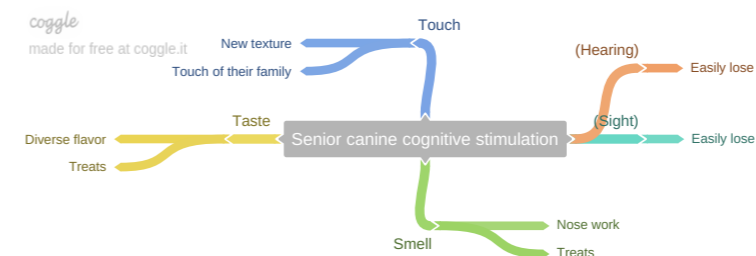 coggle
made for free at coggle.it
Touch
New texture
Touch of their family
(Hearing)
Easily lose
Taste
Diverse flavor
Treats
Senior canine cognitive stimulation
(Sight)
Easily lose
Smell
Nose work
Treats